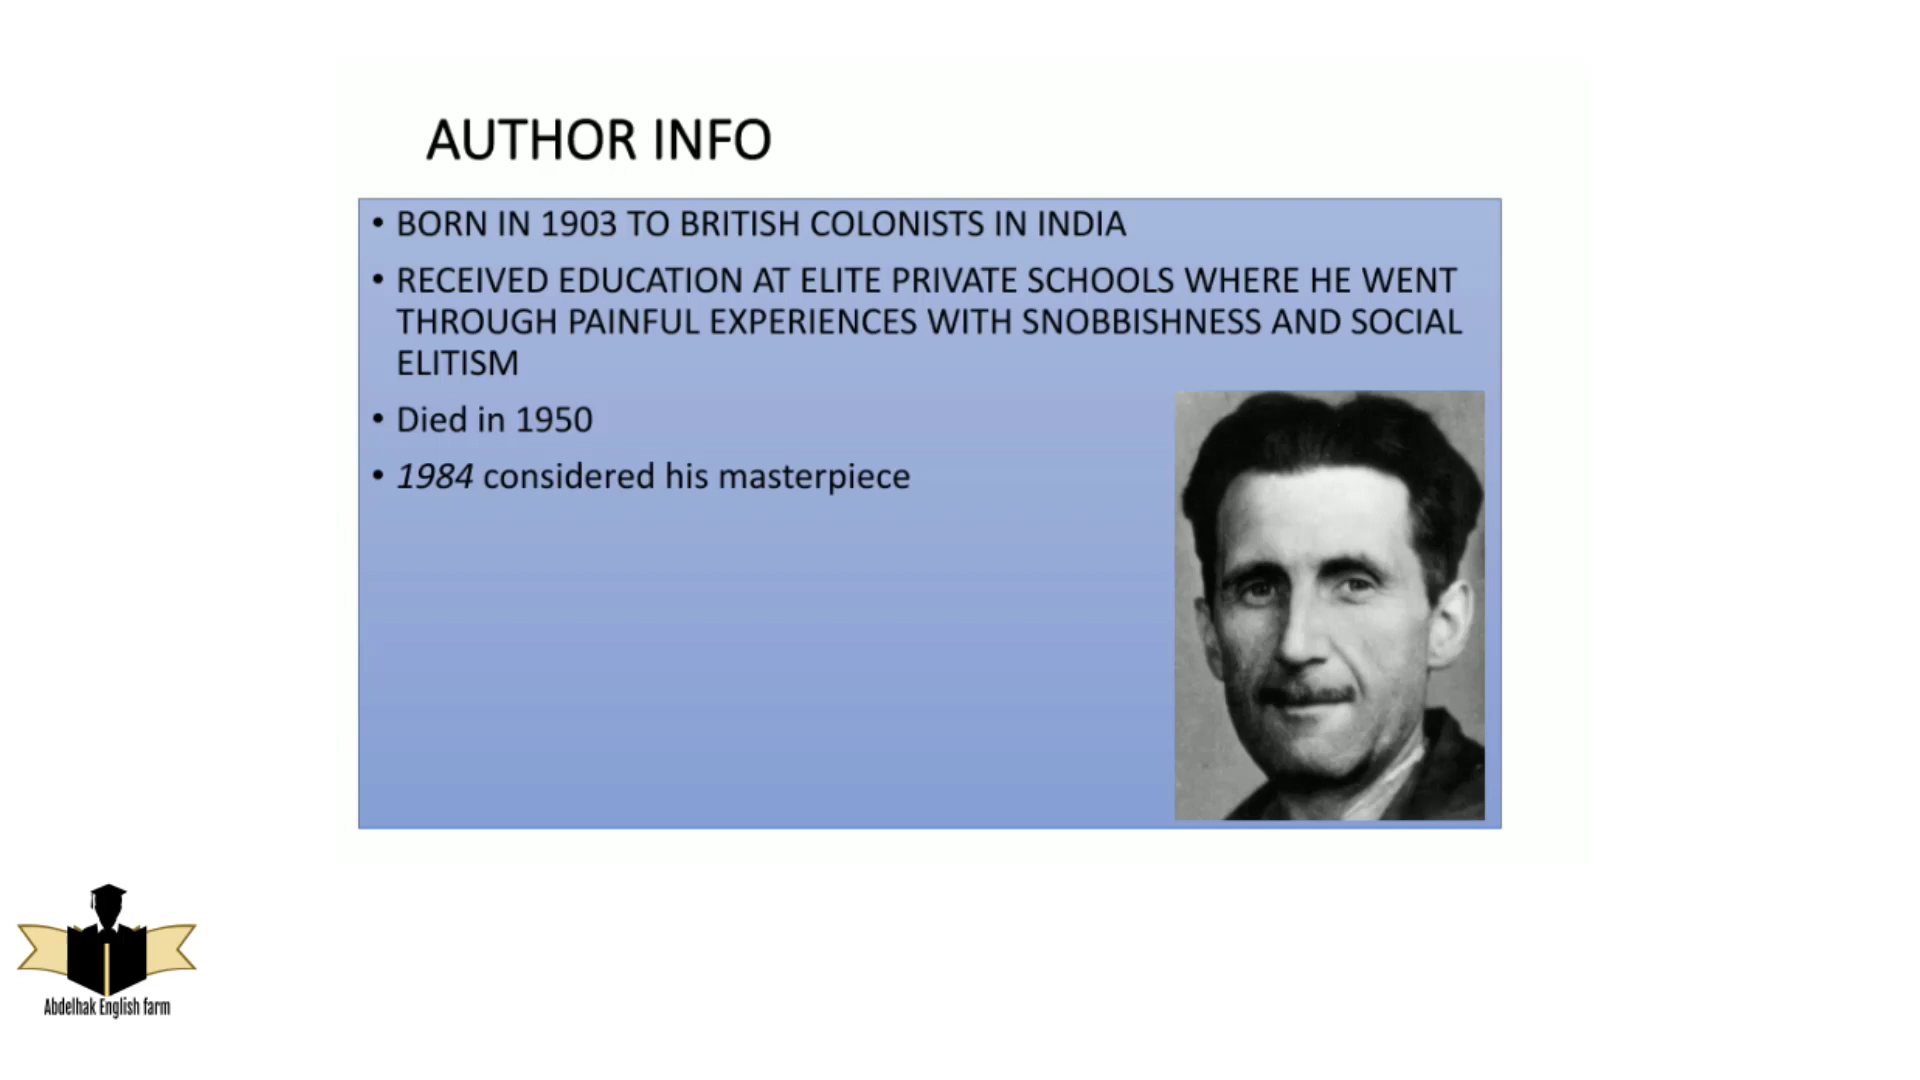 AUTHOR INFO
• BORN IN 1903 TO BRITISH COLONISTS IN INDIA
• RECEIVED EDUCATION AT ELITE PRIVATE SCHOOLS WHERE HE WENT
THROUGH PAINFUL EXPERIENCES WITH SNOBBISHNESS AND SOCIAL
ELITISM
• Died in 1950
• 1984 considered his masterpiece
Abdelhak English farm